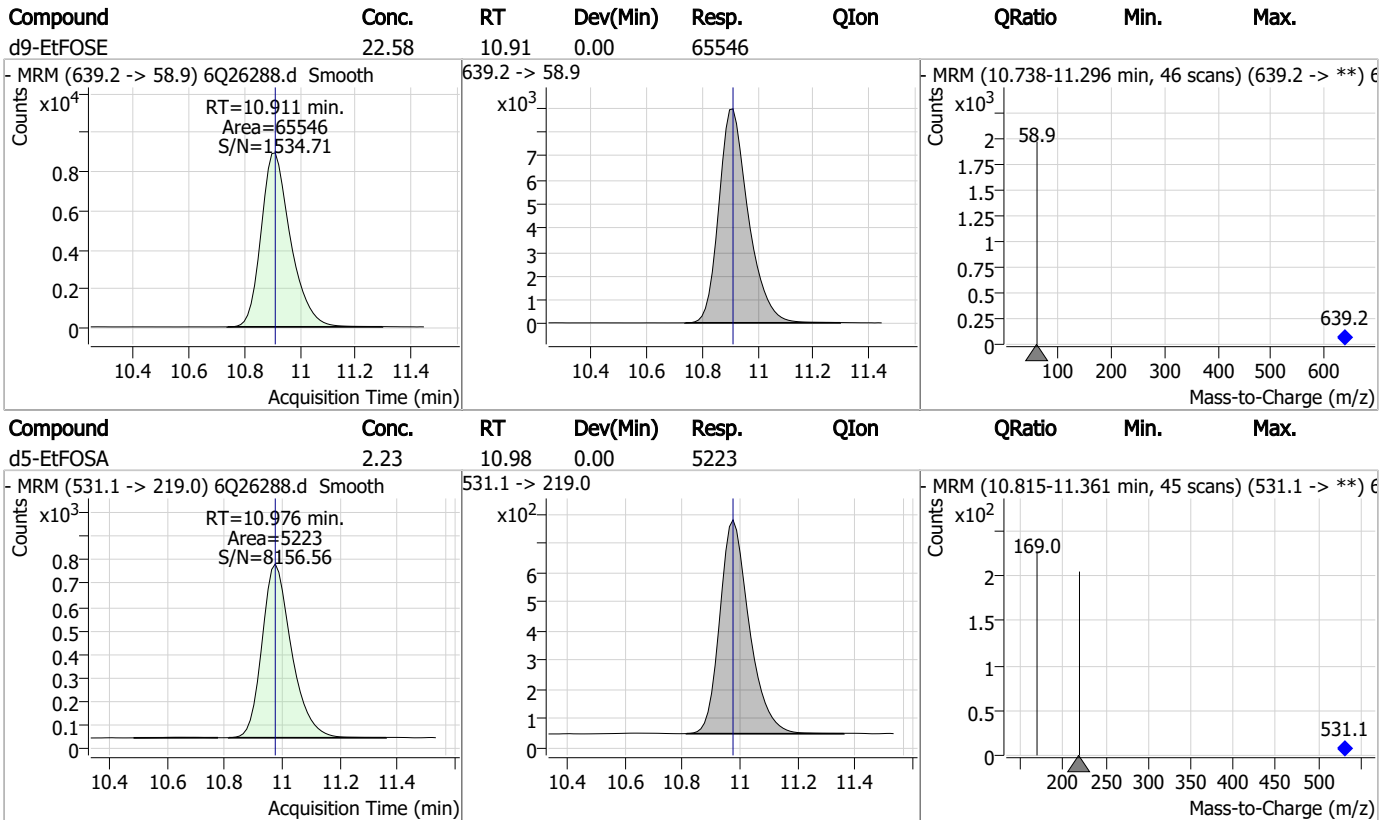 Compound Conc. RT Dev(Min) Resp. QIon QRatio Min. Max.
d9-EtFOSE 22.58 10.91 0.00 65546
- MRM (639.2 -> 58.9) 6Q26288.d Smooth
Counts
x10⁴
RT=10.911 min.
Area=65546
S/N=1534.71
0.8
0.6
0.4
0.2
0
10.4 10.6 10.8 11 11.2 11.4
Acquisition Time (min)
639.2 -> 58.9
x10³
7
6
5
4
3
2
1
0
10.4 10.6 10.8 11 11.2 11.4
- MRM (10.738-11.296 min, 46 scans) (639.2 -> **) 6
Counts
x10³
58.9
2
1.75
1.5
1.25
1
0.75
0.5
0.25
0
639.2
100 200 300 400 500 600
Mass-to-Charge (m/z)
Compound Conc. RT Dev(Min) Resp. QIon QRatio Min. Max.
d5-EtFOSA 2.23 10.98 0.00 5223
- MRM (531.1 -> 219.0) 6Q26288.d Smooth
Counts
x10³
RT=10.976 min.
Area=5223
S/N=8156.56
0.8
0.7
0.6
0.5
0.4
0.3
0.2
0.1
0
10.4 10.6 10.8 11 11.2 11.4
Acquisition Time (min)
531.1 -> 219.0
x10²
6
5
4
3
2
1
0
10.4 10.6 10.8 11 11.2 11.4
- MRM (10.815-11.361 min, 45 scans) (531.1 -> **) 6
Counts
x10²
169.0
2
1.5
1
0.5
0
531.1
200 250 300 350 400 450 500
Mass-to-Charge (m/z)